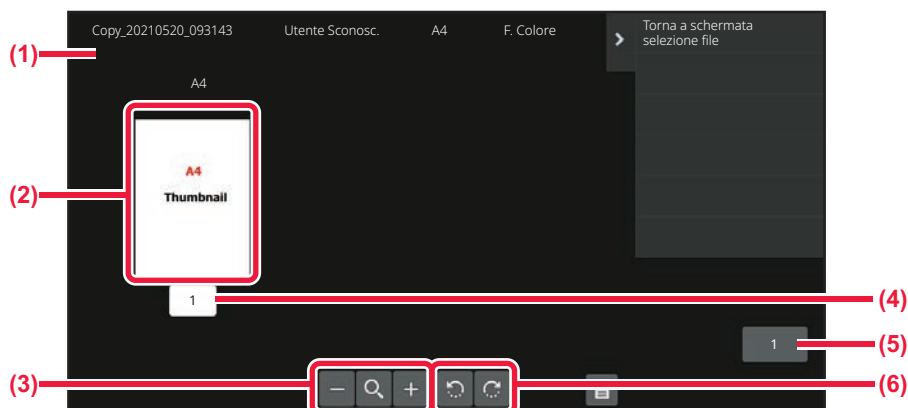 Copy_20210520_093143 Utente Sconosc. A4 F. Colore
Torna a schermata
selezione file
(1)
A4
A4
Thumbnail
(2)
1
(4)
1
(5)
(3)
(6)